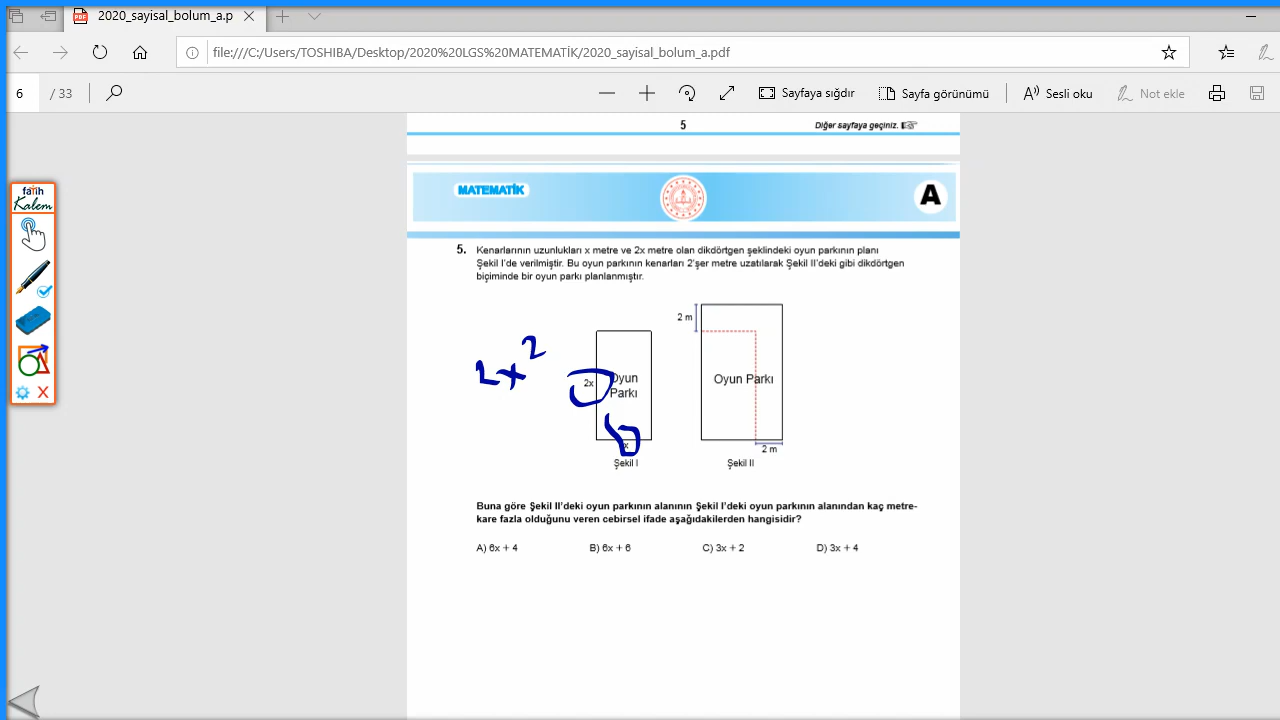 2020_sayisal_bolum_a.p
file:///C:/Users/TOSHIBA/Desktop/2020%20LGS%20MATEMATİK/2020_sayisal_bolum_a.pdf
6 / 33
Sayfaya sığdır
Sayfa görünümü
Sesli oku
Not ekle
5
Diğer sayfaya geçiniz.
fatih
Kalem
MATEMATİK
A
5. Kenarlarının uzunlukları x metre ve 2x metre olan dikdörtgen şeklindeki oyun parkının planı
Şekil I'de verilmiştir. Bu oyun parkının kenarları 2'şer metre uzatılarak Şekil II'deki gibi dikdörtgen
biçiminde bir oyun parkı planlanmıştır.
2x²
2x
Oyun
Parkı
x
Şekil I
2 m
Oyun Parkı
2 m
Şekil II
Buna göre Şekil II'deki oyun parkının alanının Şekil I'deki oyun parkının alanından kaç metre-
kare fazla olduğunu veren cebirsel ifade aşağıdakilerden hangisidir?
A) 6x + 4 B) 6x + 6 C) 3x + 2 D) 3x + 4